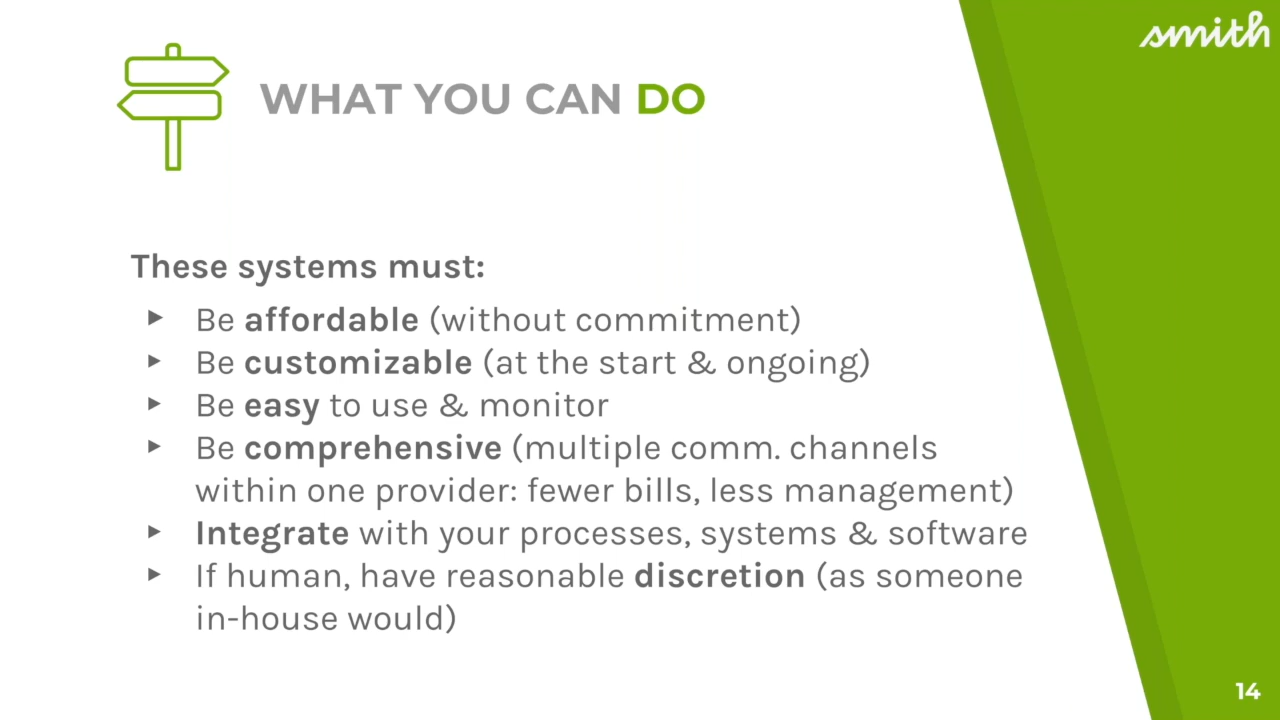 smith
WHAT YOU CAN DO
These systems must:
▸ Be affordable (without commitment)
▸ Be customizable (at the start & ongoing)
▸ Be easy to use & monitor
▸ Be comprehensive (multiple comm. channels
within one provider: fewer bills, less management)
▸ Integrate with your processes, systems & software
▸ If human, have reasonable discretion (as someone
in-house would)
14